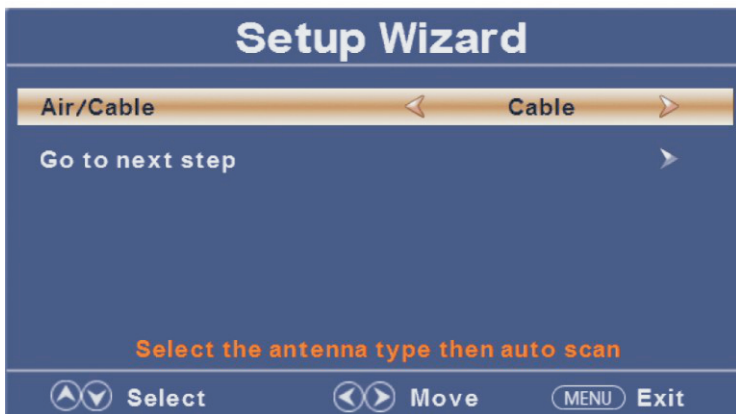 Setup Wizard
Air/Cable Cable
Go to next step
Select the antenna type then auto scan
Select Move MENU Exit